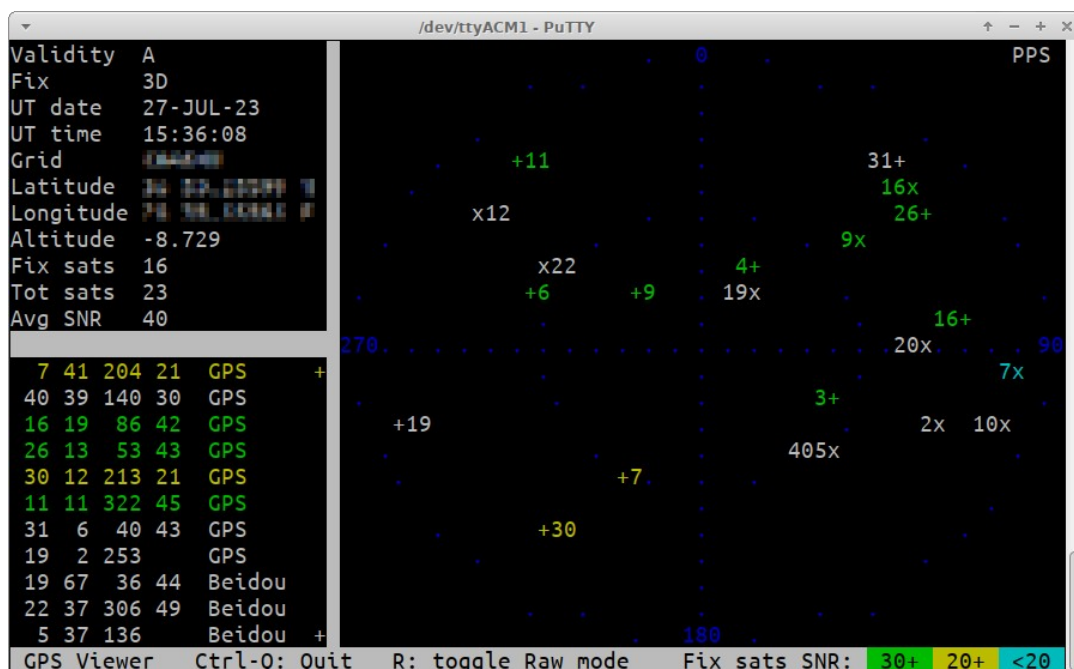 /dev/ttyACM1 - PuTTY
Validity A
Fix 3D
UT date 27-JUL-23
UT time 15:36:08
Grid
Latitude
Longitude
Altitude -8.729
Fix sats 16
Tot sats 23
Avg SNR 40
7 41 204 21 GPS +
40 39 140 30 GPS
16 19 86 42 GPS
26 13 53 43 GPS
30 12 213 21 GPS
11 11 322 45 GPS
31 6 40 43 GPS
19 2 253 GPS
19 67 36 44 Beidou
22 37 306 49 Beidou
5 37 136 Beidou +
0 PPS
+11 31+
16x
x12 26+
9x
x22 4+
+6 +9 19x
16+
270 20x 90
7x
3+
+19 2x 10x
405x
+7
+30
180
GPS Viewer Ctrl-Q: Quit R: toggle Raw mode Fix sats SNR: 30+ 20+ <20